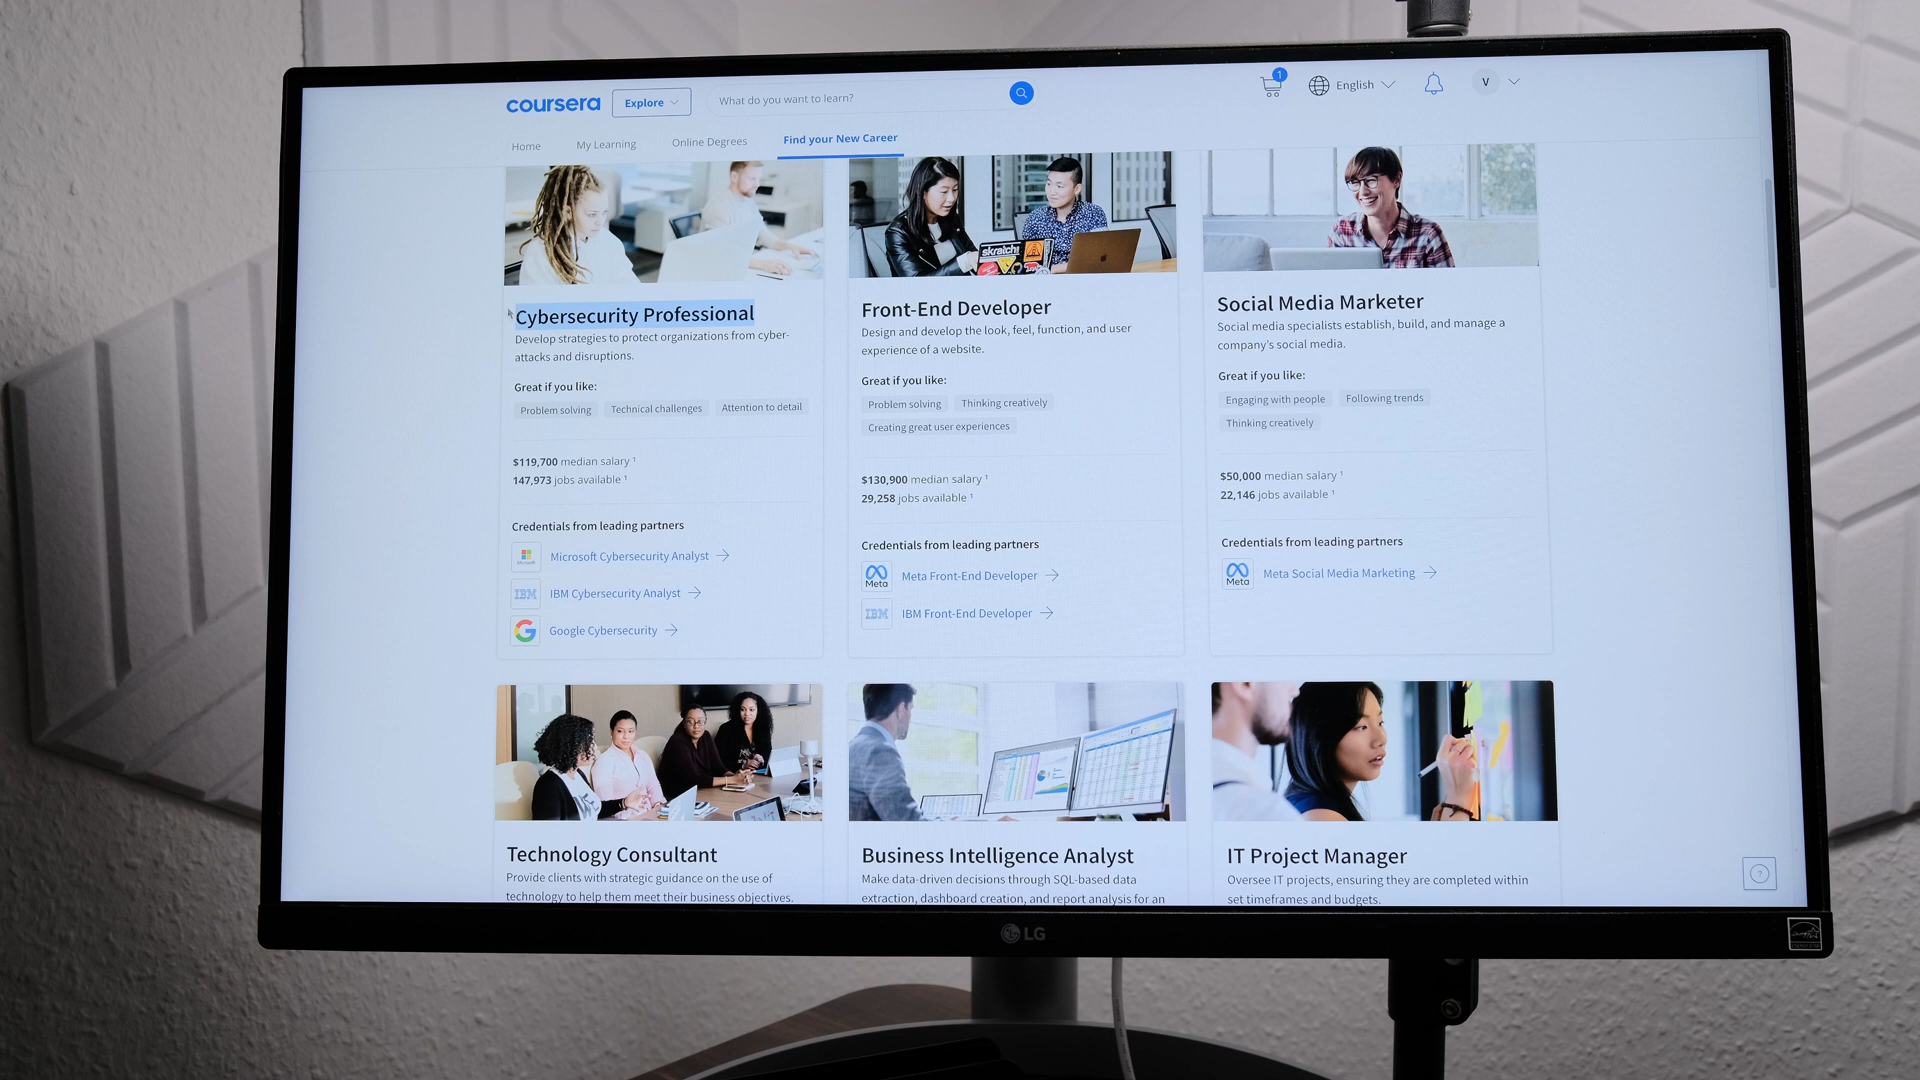 coursera
Explore
What do you want to learn?
1
English
V
Home
My Learning
Online Degrees
Find your New Career
skratch!
Cybersecurity Professional
Develop strategies to protect organizations from cyber-
attacks and disruptions.
Great if you like:
Problem solving
Technical challenges
Attention to detail
$119,700 median salary ¹
147,973 jobs available ¹
Credentials from leading partners
Microsoft
Microsoft Cybersecurity Analyst
IBM
IBM Cybersecurity Analyst
G
Google Cybersecurity
Front-End Developer
Design and develop the look, feel, function, and user
experience of a website.
Great if you like:
Problem solving
Thinking creatively
Creating great user experiences
$130,900 median salary ¹
29,258 jobs available ¹
Credentials from leading partners
Meta
Meta Front-End Developer
IBM
IBM Front-End Developer
Social Media Marketer
Social media specialists establish, build, and manage a
company's social media.
Great if you like:
Engaging with people
Following trends
Thinking creatively
$50,000 median salary ¹
22,146 jobs available ¹
Credentials from leading partners
Meta
Meta Social Media Marketing
Technology Consultant
Provide clients with strategic guidance on the use of
technology to help them meet their business objectives.
Business Intelligence Analyst
Make data-driven decisions through SQL-based data
extraction, dashboard creation, and report analysis for an
IT Project Manager
Oversee IT projects, ensuring they are completed within
set timeframes and budgets.
?
LG